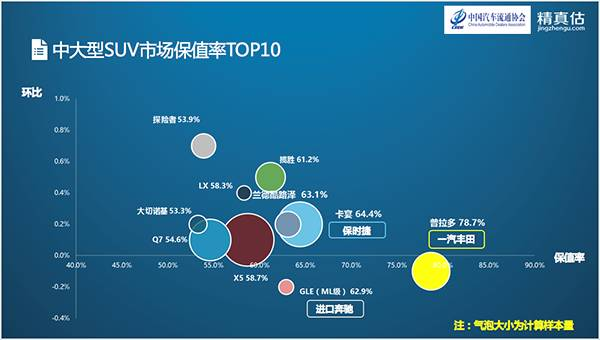 中国汽车流通协会
China Automobile Dealers Association
CADA
精真估
jingzhengu.com
中大型SUV市场保值率TOP10
环比
1.0%
0.8%
0.6%
0.4%
0.2%
0.0%
-0.2%
-0.4%
探险者 53.9%
揽胜 61.2%
LX 58.3%
兰德酷路泽 63.1%
大切诺基 53.3%
卡宴 64.4%
保时捷
普拉多 78.7%
一汽丰田
Q7 54.6%
X5 58.7%
GLE（ML级） 62.9%
进口奔驰
保值率
40.0%
45.0%
50.0%
55.0%
60.0%
65.0%
70.0%
75.0%
80.0%
85.0%
90.0%
注：气泡大小为计算样本量